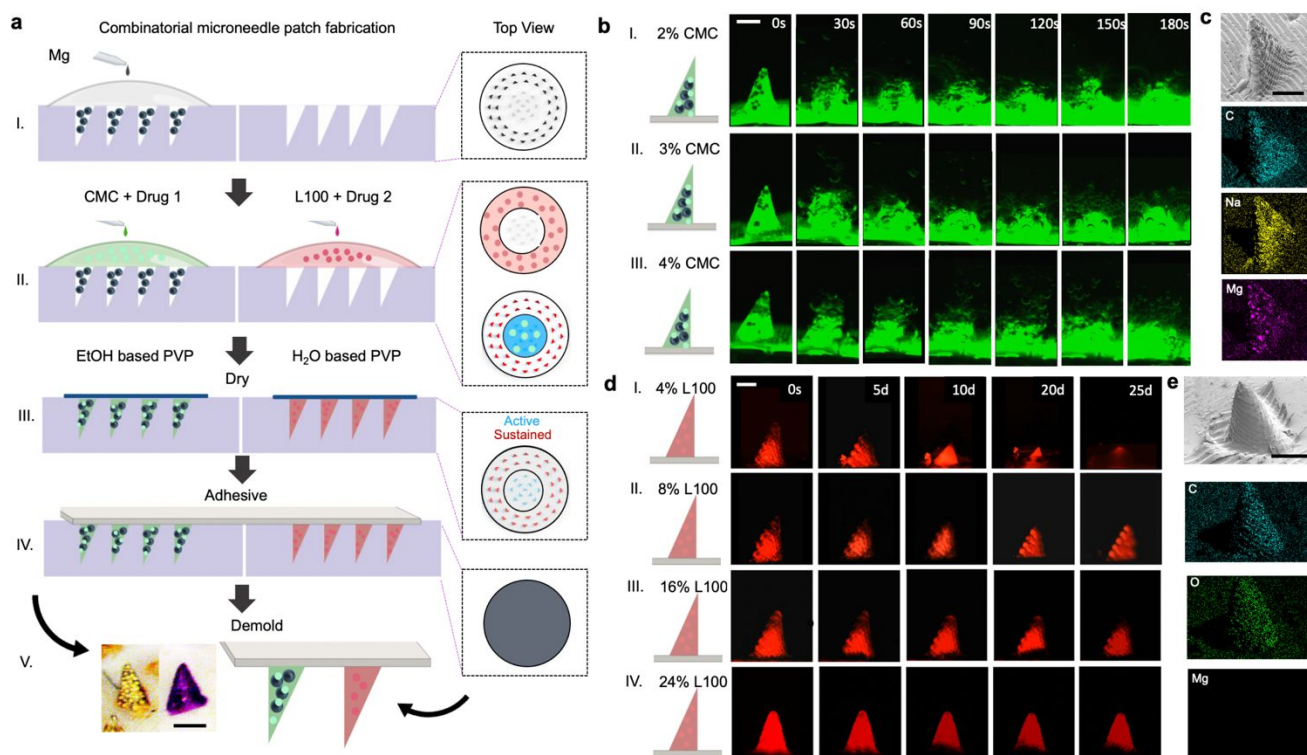 a
Combinatorial microneedle patch fabrication
Top View
Mg
I.
CMC + Drug 1
L100 + Drug 2
II.
EtOH based PVP
H₂O based PVP
Dry
III.
Active
Sustained
Adhesive
IV.
Demold
V.
b
0s 30s 60s 90s 120s 150s 180s
I. 2% CMC
II. 3% CMC
III. 4% CMC
c
C
Na
Mg
d
0s 5d 10d 20d 25d
I. 4% L100
II. 8% L100
III. 16% L100
IV. 24% L100
e
C
O
Mg